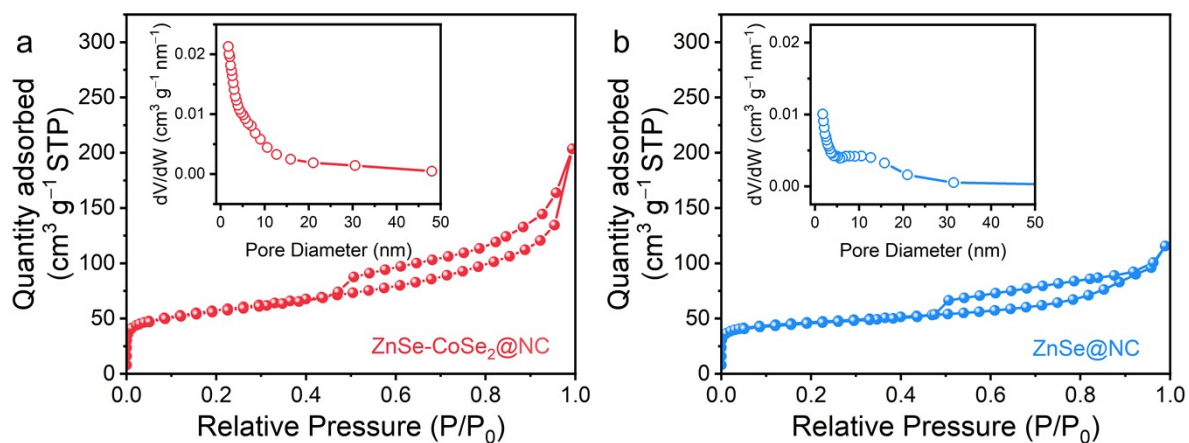 a
Quantity adsorbed
(cm³ g⁻¹ STP)
300
250
200
150
100
50
0
0.0 0.2 0.4 0.6 0.8 1.0
Relative Pressure (P/P₀)
ZnSe-CoSe₂@NC
dV/dW (cm³ g⁻¹ nm⁻¹)
0.02
0.01
0.00
0 10 20 30 40 50
Pore Diameter (nm)
b
Quantity adsorbed
(cm³ g⁻¹ STP)
300
250
200
150
100
50
0
0.0 0.2 0.4 0.6 0.8 1.0
Relative Pressure (P/P₀)
ZnSe@NC
dV/dW (cm³ g⁻¹ nm⁻¹)
0.02
0.01
0.00
0 10 20 30 40 50
Pore Diameter (nm)